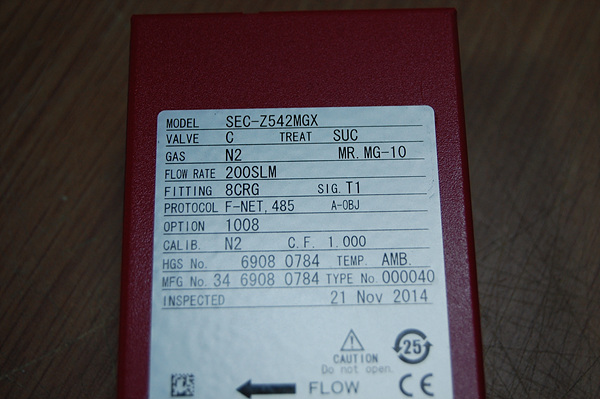 MODEL SEC-Z542MGX
VALVE C TREAT SUC
GAS N2 MR. MG-10
FLOW RATE 200SLM
FITTING 8CRG SIG. T1
PROTOCOL F-NET, 485 A-OBJ
OPTION 1008
CALIB. N2 C.F. 1.000
HGS No. 6908 0784 TEMP. AMB.
MFG No. 34 6908 0784 TYPE No. 000040
INSPECTED 21 Nov 2014
CAUTION
Do not open.
25
FLOW
CE